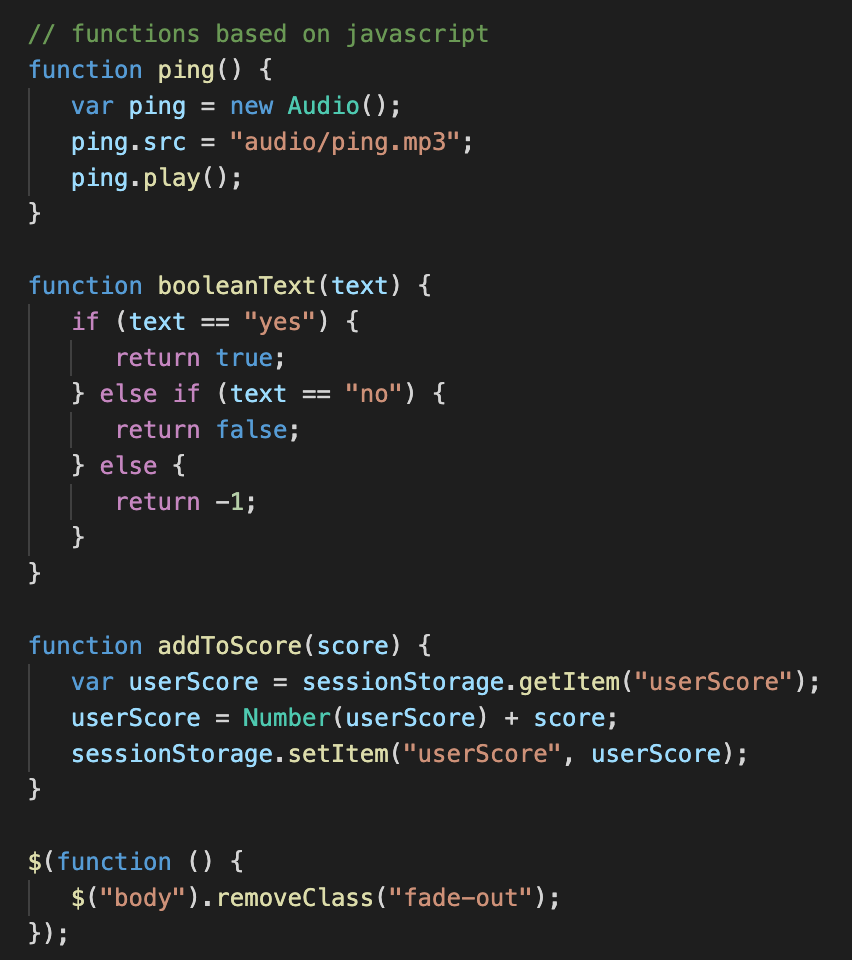 // functions based on javascript
function ping() {
   var ping = new Audio();
   ping.src = "audio/ping.mp3";
   ping.play();
}

function booleanText(text) {
   if (text == "yes") {
      return true;
   } else if (text == "no") {
      return false;
   } else {
      return -1;
   }
}

function addToScore(score) {
   var userScore = sessionStorage.getItem("userScore");
   userScore = Number(userScore) + score;
   sessionStorage.setItem("userScore", userScore);
}

$(function () {
   $("body").removeClass("fade-out");
});